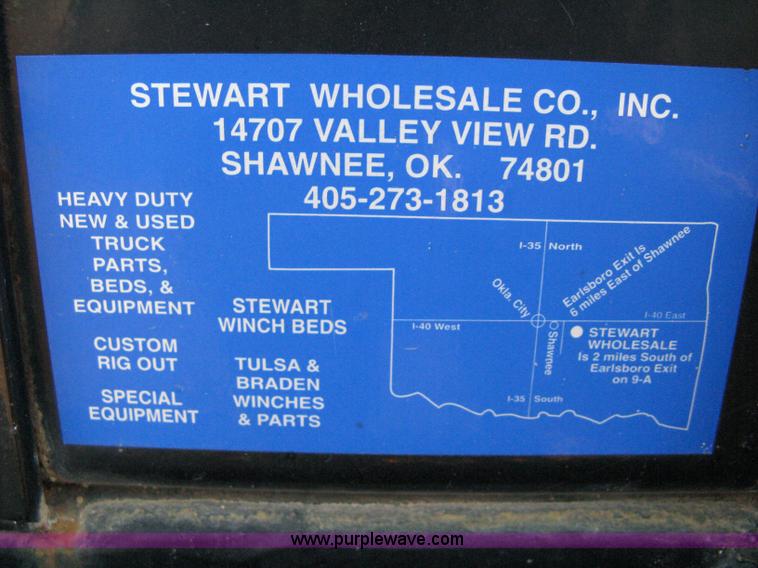 STEWART WHOLESALE CO., INC.
14707 VALLEY VIEW RD.
SHAWNEE, OK. 74801
405-273-1813
HEAVY DUTY
NEW & USED
TRUCK
PARTS,
BEDS, &
EQUIPMENT
CUSTOM
RIG OUT
SPECIAL
EQUIPMENT
STEWART
WINCH BEDS
TULSA &
BRADEN
WINCHES
& PARTS
I-35 North
Earlsboro Exit Is
6 miles East of Shawnee
Okla. City
I-40 West
I-40 East
Shawnee
STEWART
WHOLESALE
Is 2 miles South of
Earlsboro Exit
on 9-A
I-35 South
www.purplewave.com